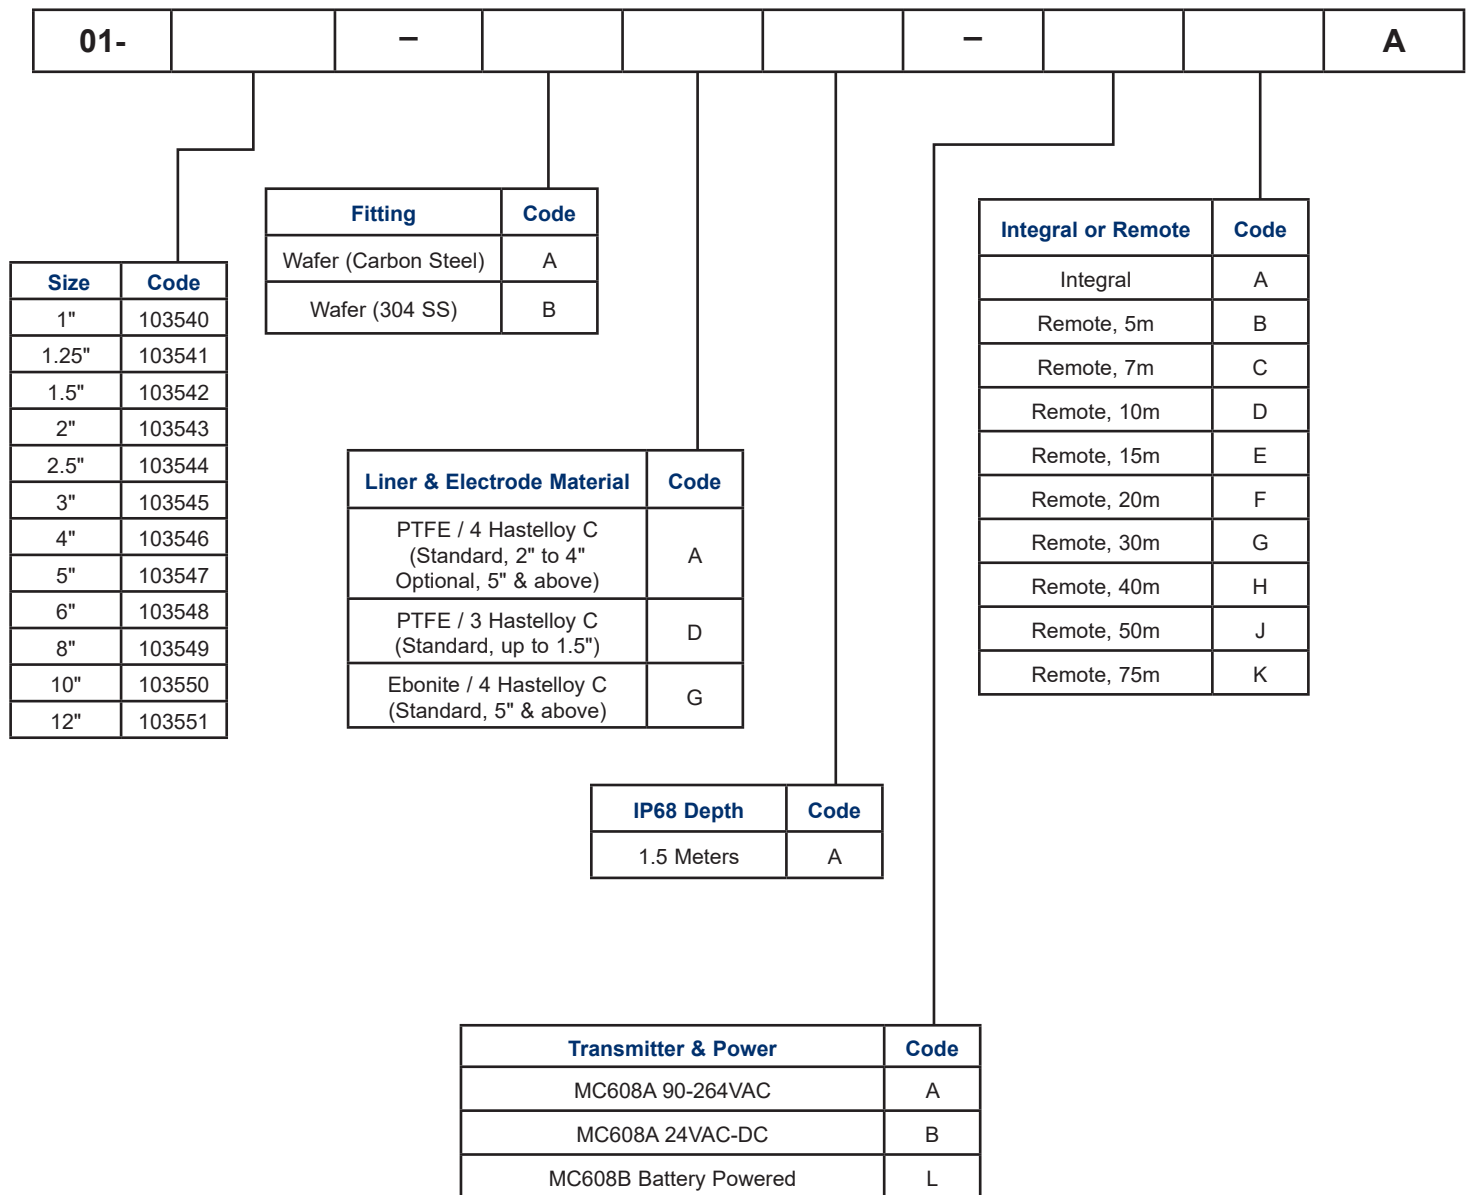 01- – – A
Fitting Code
Wafer (Carbon Steel) A
Wafer (304 SS) B
Integral or Remote Code
Integral A
Remote, 5m B
Remote, 7m C
Remote, 10m D
Remote, 15m E
Remote, 20m F
Remote, 30m G
Remote, 40m H
Remote, 50m J
Remote, 75m K
Size Code
1" 103540
1.25" 103541
1.5" 103542
2" 103543
2.5" 103544
3" 103545
4" 103546
5" 103547
6" 103548
8" 103549
10" 103550
12" 103551
Liner & Electrode Material Code
PTFE / 4 Hastelloy C
(Standard, 2" to 4"
Optional, 5" & above)
A
PTFE / 3 Hastelloy C
(Standard, up to 1.5")
D
Ebonite / 4 Hastelloy C
(Standard, 5" & above)
G
IP68 Depth Code
1.5 Meters A
Transmitter & Power Code
MC608A 90-264VAC A
MC608A 24VAC-DC B
MC608B Battery Powered L